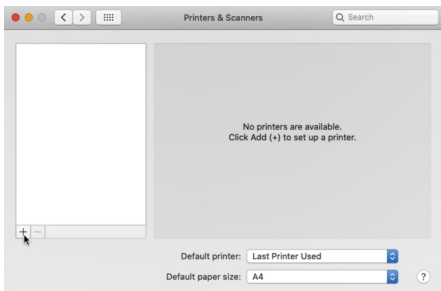 Printers & Scanners
Search
No printers are available.
Click Add (+) to set up a printer.
+ −
Default printer: Last Printer Used
Default paper size: A4
?